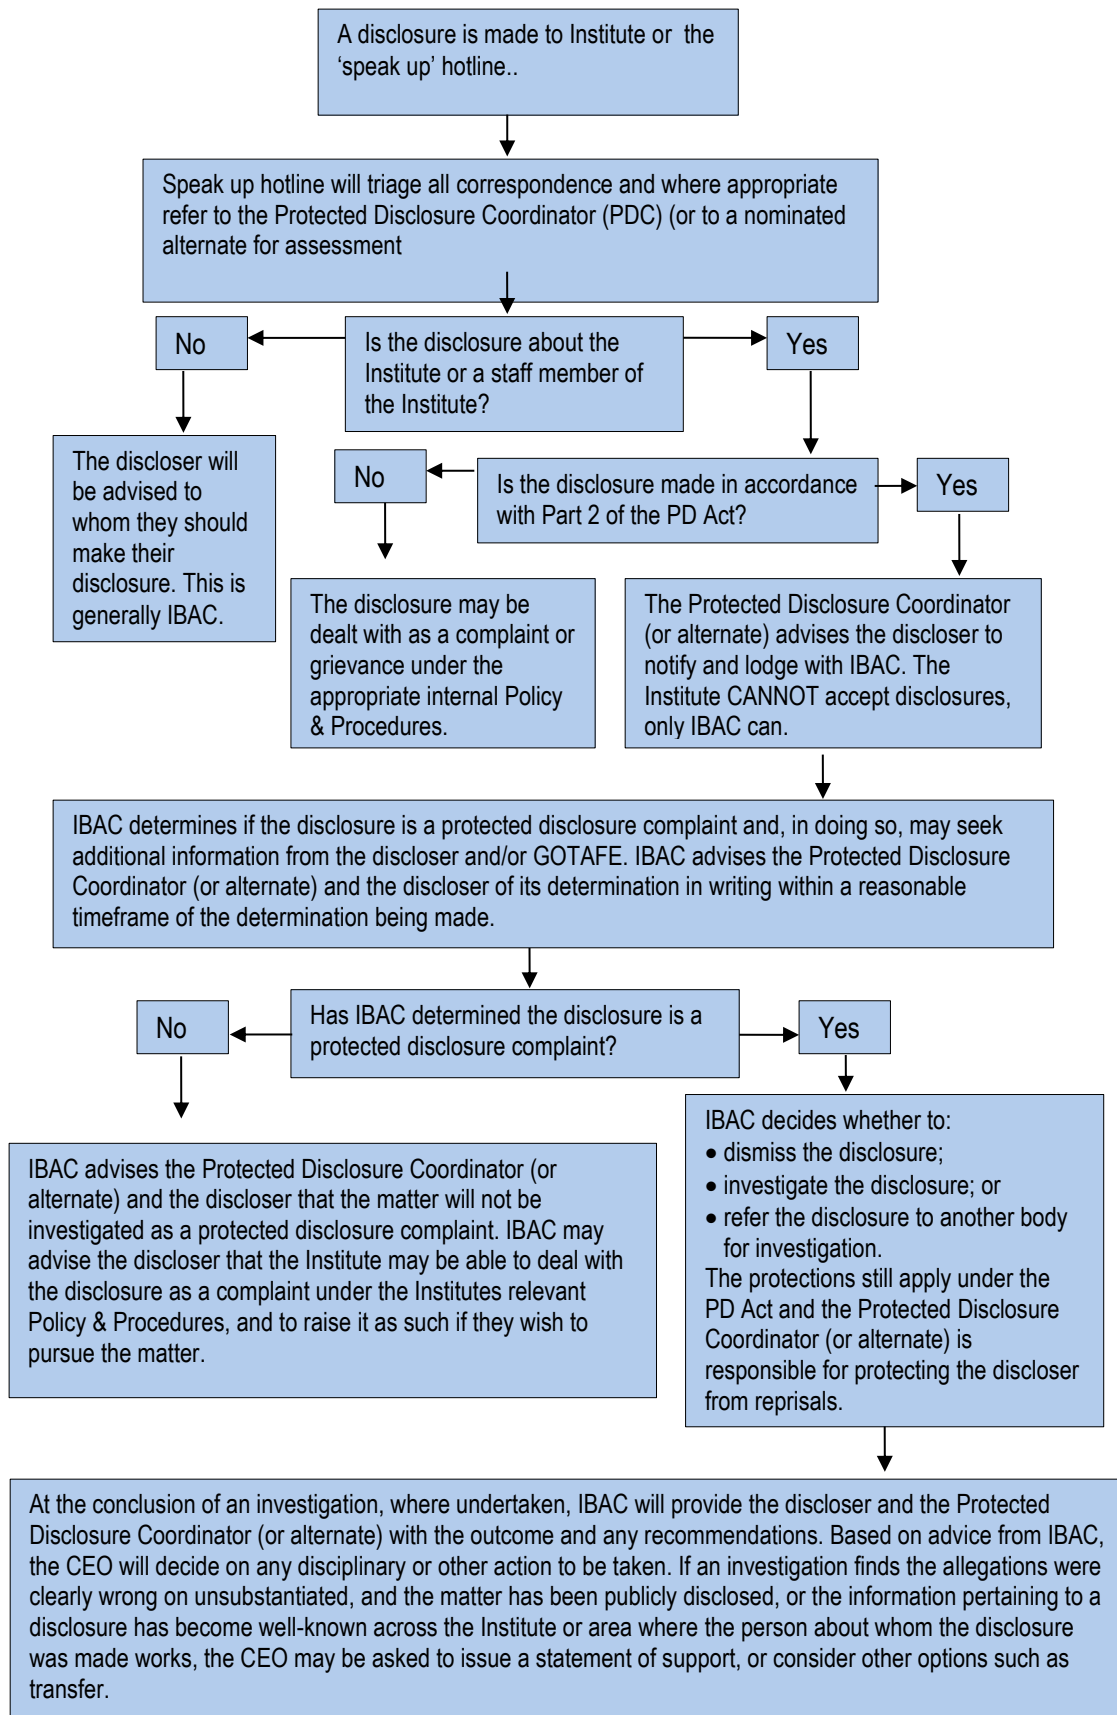 A disclosure is made to Institute or  the
‘speak up’ hotline..
Speak up hotline will triage all correspondence and where appropriate
refer to the Protected Disclosure Coordinator (PDC) (or to a nominated
alternate for assessment
No
Is the disclosure about the
Institute or a staff member of
the Institute?
Yes
The discloser will
be advised to
whom they should
make their
disclosure. This is
generally IBAC.
No
Is the disclosure made in accordance
with Part 2 of the PD Act?
Yes
The disclosure may be
dealt with as a complaint or
grievance under the
appropriate internal Policy
& Procedures.
The Protected Disclosure Coordinator
(or alternate) advises the discloser to
notify and lodge with IBAC. The
Institute CANNOT accept disclosures,
only IBAC can.
IBAC determines if the disclosure is a protected disclosure complaint and, in doing so, may seek
additional information from the discloser and/or GOTAFE. IBAC advises the Protected Disclosure
Coordinator (or alternate) and the discloser of its determination in writing within a reasonable
timeframe of the determination being made.
No
Has IBAC determined the disclosure is a
protected disclosure complaint?
Yes
IBAC advises the Protected Disclosure Coordinator (or
alternate) and the discloser that the matter will not be
investigated as a protected disclosure complaint. IBAC may
advise the discloser that the Institute may be able to deal with
the disclosure as a complaint under the Institutes relevant
Policy & Procedures, and to raise it as such if they wish to
pursue the matter.
IBAC decides whether to:
• dismiss the disclosure;
• investigate the disclosure; or
• refer the disclosure to another body
for investigation.
The protections still apply under the
PD Act and the Protected Disclosure
Coordinator (or alternate) is
responsible for protecting the discloser
from reprisals.
At the conclusion of an investigation, where undertaken, IBAC will provide the discloser and the Protected
Disclosure Coordinator (or alternate) with the outcome and any recommendations. Based on advice from IBAC,
the CEO will decide on any disciplinary or other action to be taken. If an investigation finds the allegations were
clearly wrong on unsubstantiated, and the matter has been publicly disclosed, or the information pertaining to a
disclosure has become well-known across the Institute or area where the person about whom the disclosure
was made works, the CEO may be asked to issue a statement of support, or consider other options such as
transfer.